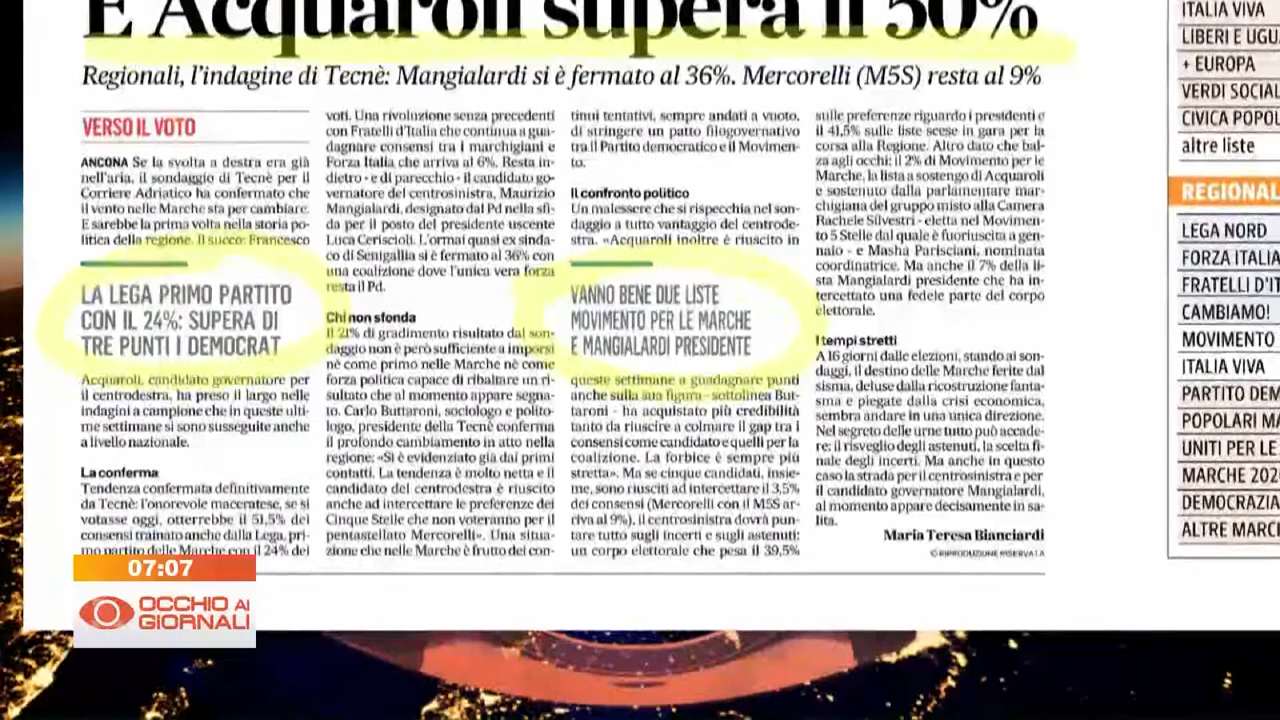 E Acquaroli supera il 50%
Regionali, l'indagine di Tecnè: Mangialardi si è fermato al 36%. Mercorelli (M5S) resta al 9%
VERSO IL VOTO
ANCONA Se la svolta a destra era già
nell'aria, il sondaggio di Tecnè per il
Corriere Adriatico ha confermato che
il vento nelle Marche sta per cambiare.
E sarebbe la prima volta nella storia po-
litica della regione. Il succo: Francesco
LA LEGA PRIMO PARTITO
CON IL 24%: SUPERA DI
TRE PUNTI I DEMOCRAT
Acquaroli, candidato governatore per
il centrodestra, ha preso il largo nelle
indagini a campione che in queste ulti-
me settimane si sono susseguite anche
a livello nazionale.
La conferma
Tendenza confermata definitivamente
da Tecnè: l'onorevole maceratese, se si
votasse oggi, otterrebbe il 51,5% dei
consensi trainato anche dalla Lega, pri-
mo partito delle Marche con il 24% dei
voti. Una rivoluzione senza precedenti
con Fratelli d'Italia che continua a gua-
dagnare consensi tra i marchigiani e
Forza Italia che arriva al 6%. Resta in-
dietro - e di parecchio - il candidato go-
vernatore del centrosinistra, Maurizio
Mangialardi, designato dal Pd nella sfi-
da per il posto del presidente uscente
Luca Ceriscioli. L'ormai quasi ex sinda-
co di Senigallia si è fermato al 36% con
una coalizione dove l'unica vera forza
resta il Pd.
Chi non sfonda
Il 21% di gradimento risultato dal son-
daggio non è però sufficiente a imporsi
né come primo nelle Marche né come
forza politica capace di ribaltare un ri-
sultato che al momento appare segna-
to. Carlo Buttaroni, sociologo e polito-
logo, presidente della Tecnè conferma
il profondo cambiamento in atto nella
regione: «Si è evidenziato già dai primi
contatti. La tendenza è molto netta e il
candidato del centrodestra è riuscito
anche ad intercettare le preferenze dei
Cinque Stelle che non voteranno per il
pentastellato Mercorelli». Una situa-
zione che nelle Marche è frutto dei con-
tinui tentativi, sempre andati a vuoto,
di stringere un patto filogovernativo
tra il Partito democratico e il Movimen-
to.
Il confronto politico
Un malessere che si rispecchia nel son-
daggio a tutto vantaggio del centrode-
stra. «Acquaroli inoltre è riuscito in
VANNO BENE DUE LISTE
MOVIMENTO PER LE MARCHE
E MANGIALARDI PRESIDENTE
queste settimane a guadagnare punti
anche sulla sua figura - sottolinea But-
taroni - ha acquistato più credibilità
tanto da riuscire a colmare il gap tra i
consensi come candidato e quelli per la
coalizione. La forbice è sempre più
stretta». Ma se cinque candidati, insie-
me, sono riusciti ad intercettare il 3,5%
dei consensi (Mercorelli con il M5S ar-
riva al 9%), il centrosinistra dovrà pun-
tare tutto sugli incerti e sugli astenuti:
un corpo elettorale che pesa il 39,5%
sulle preferenze riguardo i presidenti e
il 41,5% sulle liste scese in gara per la
corsa alla Regione. Altro dato che bal-
za agli occhi: il 2% di Movimento per le
Marche, la lista a sostengo di Acquaroli
e sostenuto dalla parlamentare mar-
chigiana del gruppo misto alla Camera
Rachele Silvestri - eletta nel Movimen-
to 5 Stelle dal quale è fuoriuscita a gen-
naio - e Masha Parisciani, nominata
coordinatrice. Ma anche il 7% della li-
sta Mangialardi presidente che ha in-
tercettato una fedele parte del corpo
elettorale.
I tempi stretti
A 16 giorni dalle elezioni, stando ai son-
daggi, il destino delle Marche ferite dal
sisma, deluse dalla ricostruzione fanta-
sma e piegate dalla crisi economica,
sembra andare in una unica direzione.
Nel segreto delle urne tutto può accade-
re: il risveglio degli astenuti, la scelta fi-
nale degli incerti. Ma anche in questo
caso la strada per il centrosinistra e per
il candidato governatore Mangialardi,
al momento appare decisamente in sa-
lita.
Maria Teresa Bianciardi
© RIPRODUZIONE RISERVATA
ITALIA VIVA
LIBERI E UGU
+ EUROPA
VERDI SOCIAL
CIVICA POPOL
altre liste
REGIONAL
LEGA NORD
FORZA ITALIA
FRATELLI D'IT
CAMBIAMO!
MOVIMENTO
ITALIA VIVA
PARTITO DEM
POPOLARI MA
UNITI PER LE
MARCHE 202
DEMOCRAZIA
ALTRE MARC
07:07
OCCHIO AI
GIORNALI